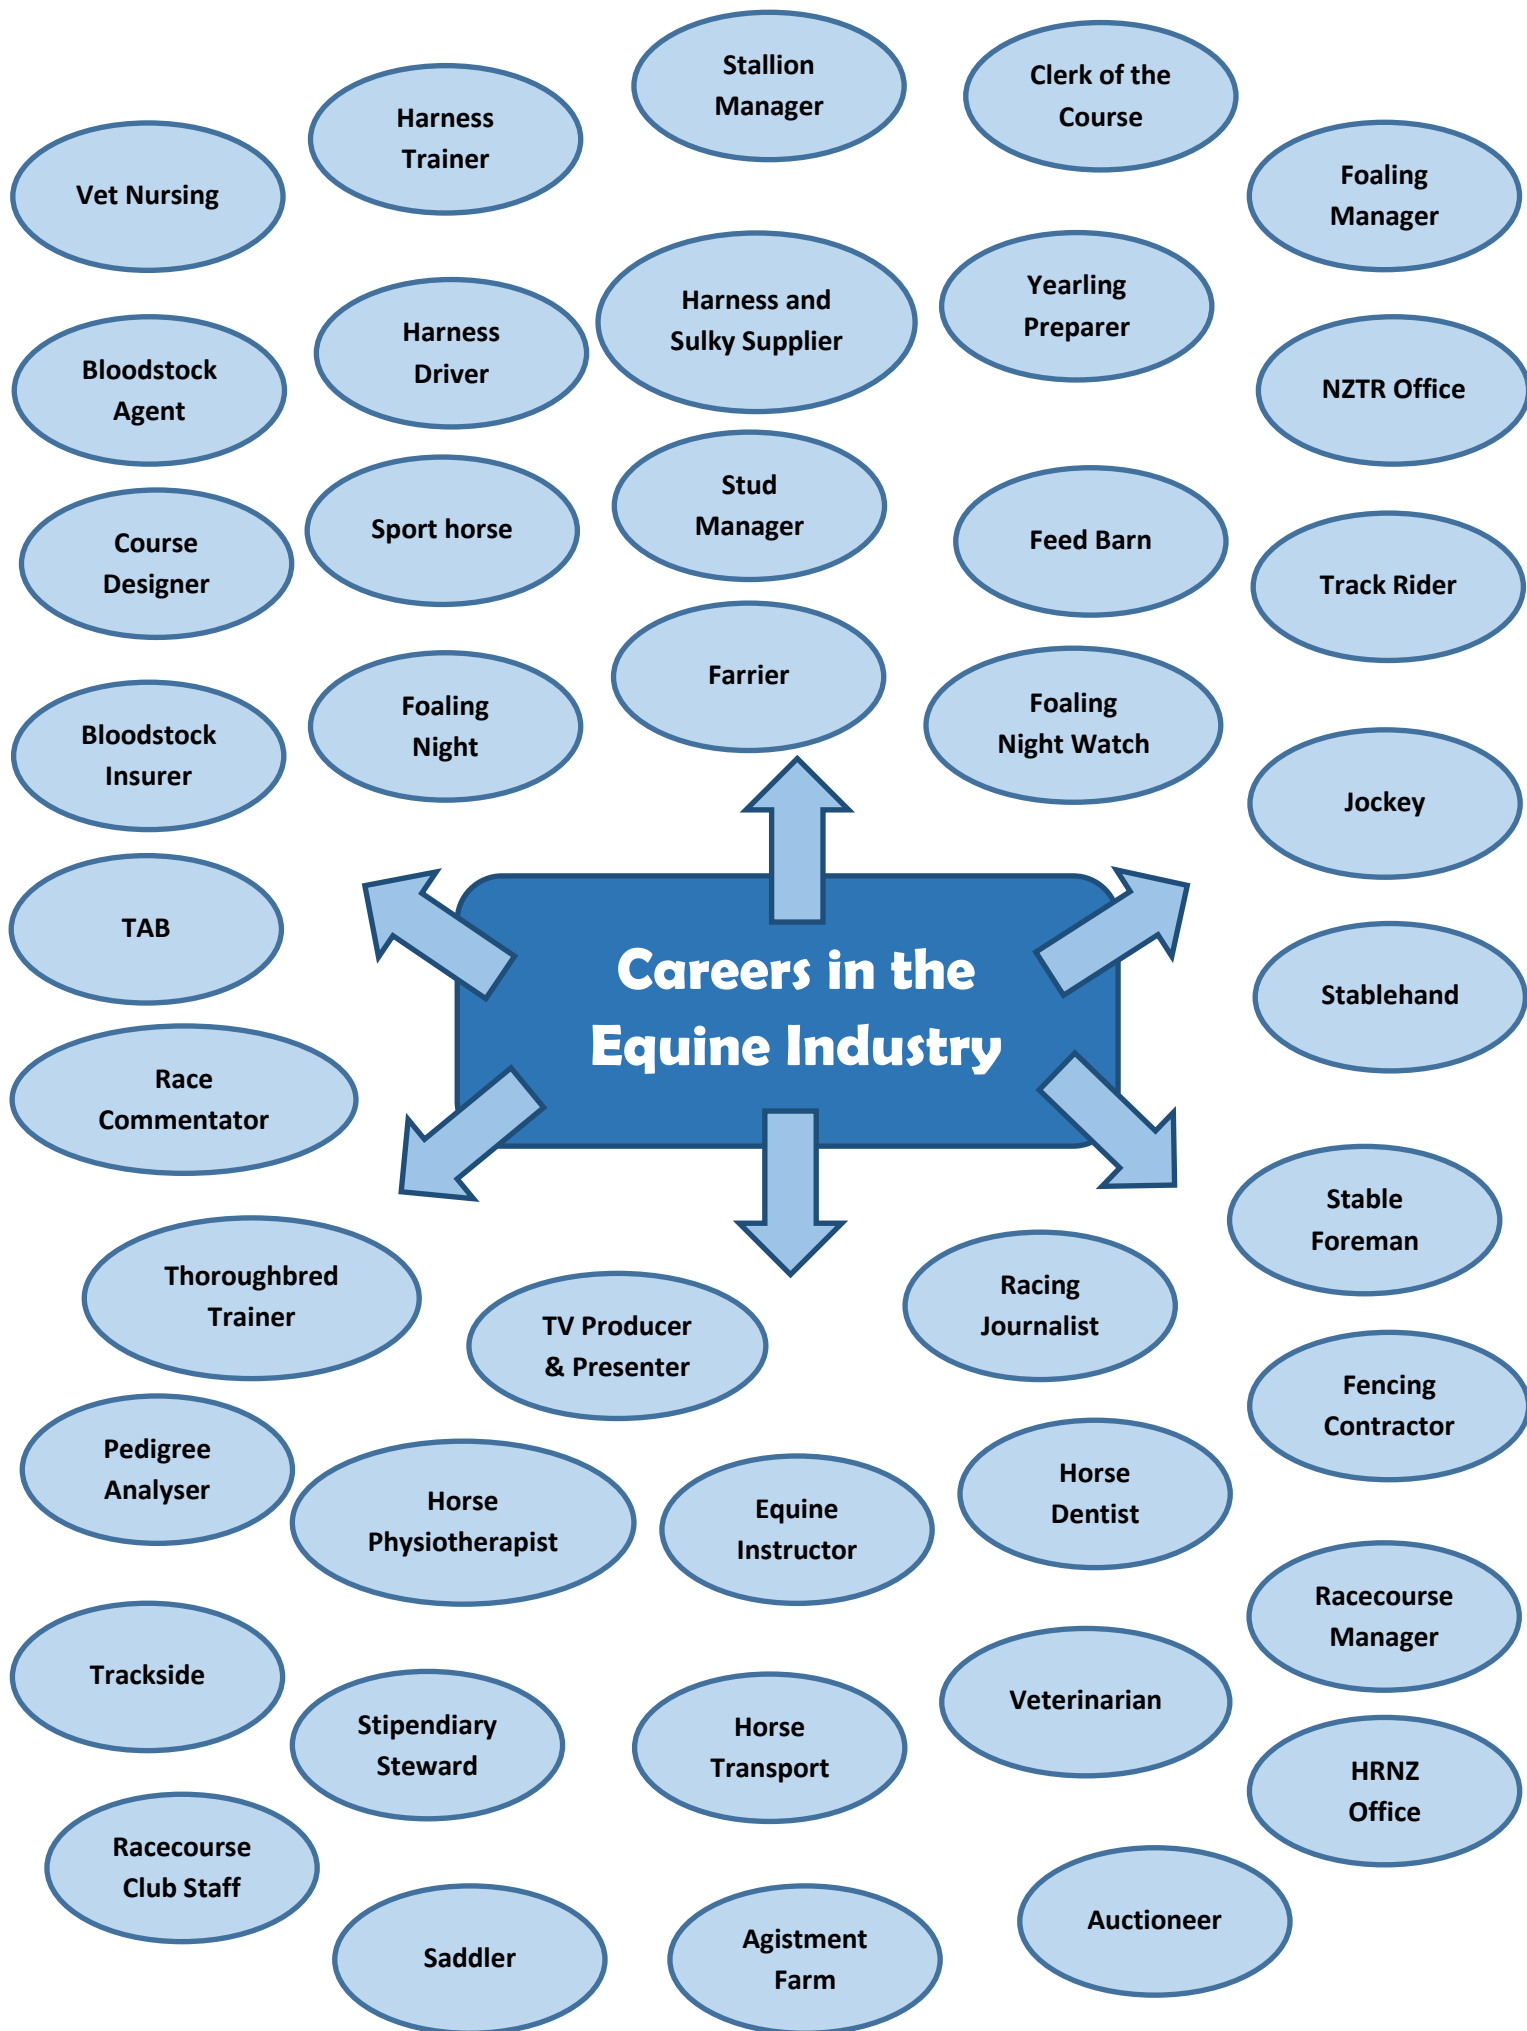 Stallion
Manager
Clerk of the
Course
Harness
Trainer
Vet Nursing
Foaling
Manager
Harness and
Sulky Supplier
Yearling
Preparer
Harness
Driver
Bloodstock
Agent
NZTR Office
Stud
Manager
Sport horse
Feed Barn
Course
Designer
Track Rider
Farrier
Foaling
Night
Foaling
Night Watch
Bloodstock
Insurer
Jockey
TAB
Careers in the
Equine Industry
Stablehand
Race
Commentator
Stable
Foreman
Thoroughbred
Trainer
Racing
Journalist
TV Producer
& Presenter
Fencing
Contractor
Pedigree
Analyser
Horse
Dentist
Horse
Physiotherapist
Equine
Instructor
Racecourse
Manager
Trackside
Veterinarian
Stipendiary
Steward
Horse
Transport
HRNZ
Office
Racecourse
Club Staff
Auctioneer
Saddler
Agistment
Farm